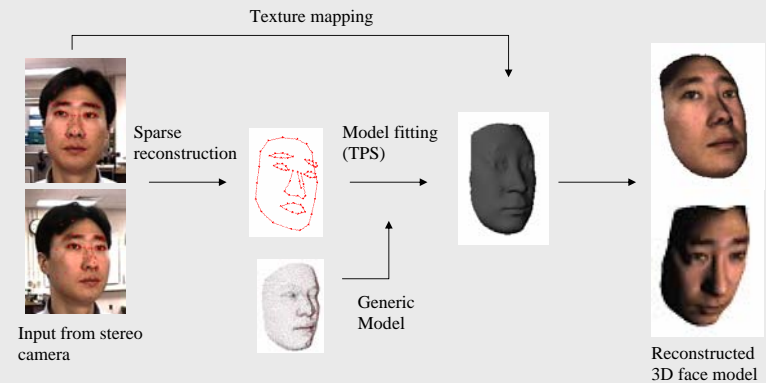 Texture mapping
Sparse
reconstruction
Model fitting
(TPS)
Generic
Model
Input from stereo
camera
Reconstructed
3D face model